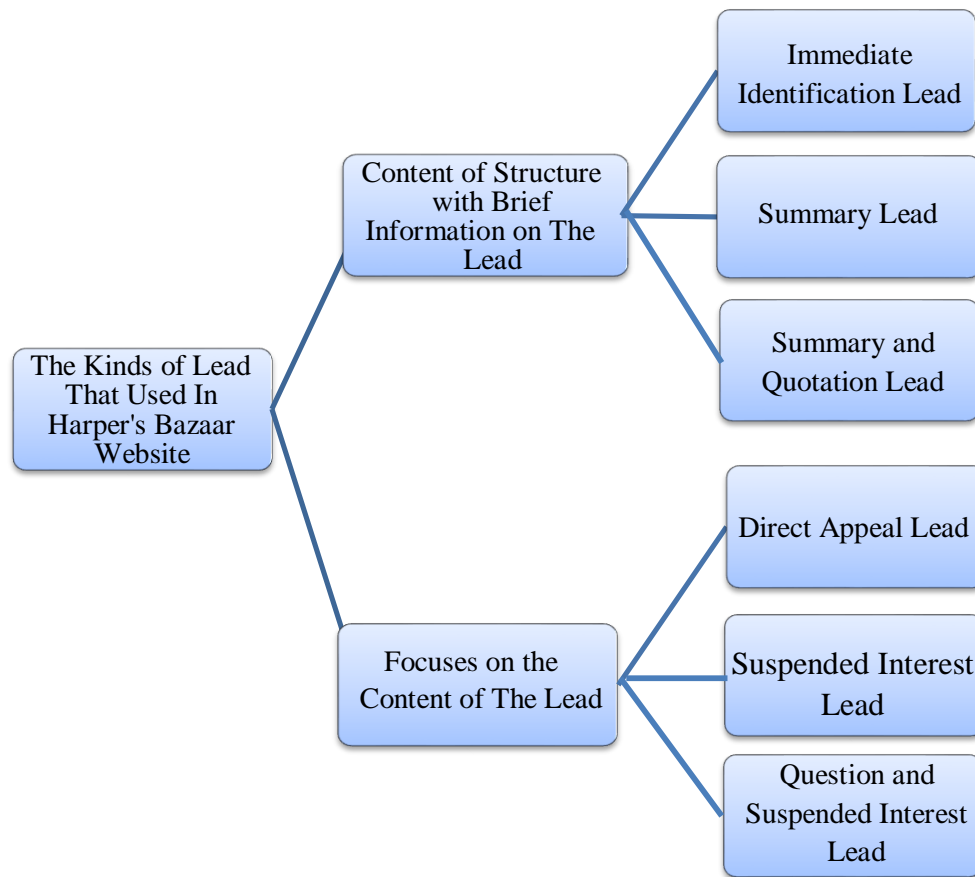 The Kinds of Lead
That Used In
Harper's Bazaar
Website
Content of Structure
with Brief
Information on The
Lead
Immediate
Identification Lead
Summary Lead
Summary and
Quotation Lead
Focuses on the
Content of The Lead
Direct Appeal Lead
Suspended Interest
Lead
Question and
Suspended Interest
Lead